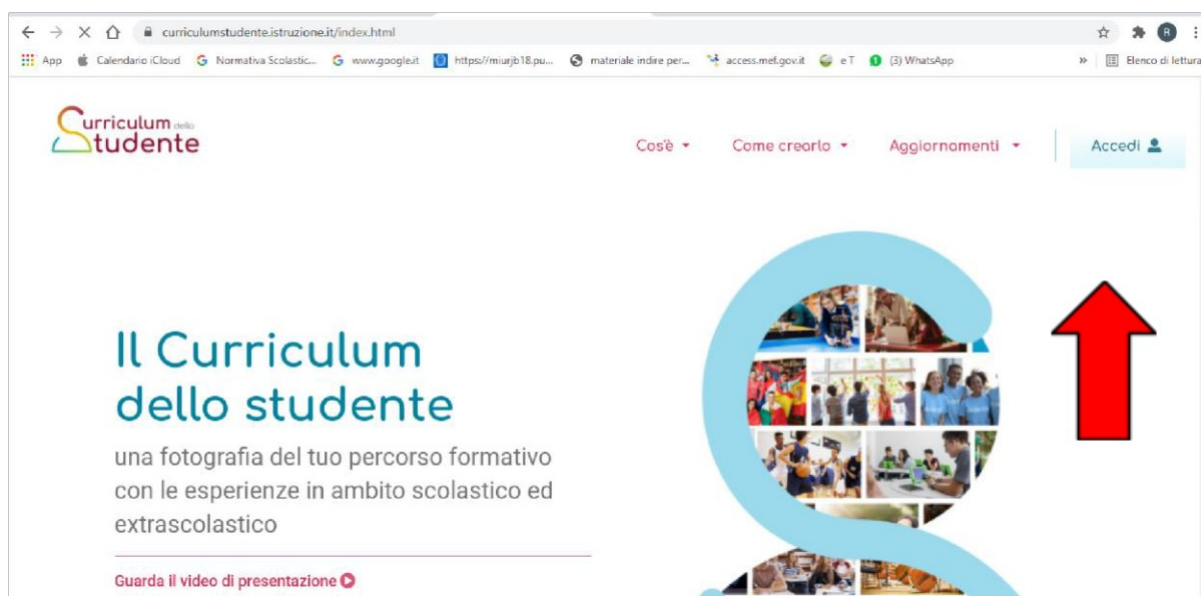 curriculumstudente.istruzione.it/index.html
R
App Calendario iCloud Normativa Scolastic... www.google.it https://miurjb18.pu... materiale indire per... access.mef.gov.it e T (3) WhatsApp » Elenco di lettura
Curriculum dello
Studente
Cos'è Come crearlo Aggiornamenti Accedi
Il Curriculum
dello studente
una fotografia del tuo percorso formativo
con le esperienze in ambito scolastico ed
extrascolastico
Guarda il video di presentazione